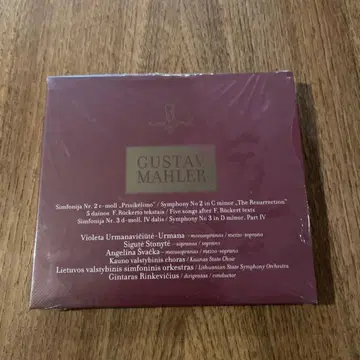 GUSTAV
MAHLER
Simfonija Nr. 2 c-moll „Prisikėlimo" / Symphony No 2 in C minor „The Resurrection"
5 dainos F. Rückerto tekstais / Five songs after F. Rückert texts
Simfonija Nr. 3 d-moll, IV dalis / Symphony No 3 in D minor, Part IV
Violeta Urmanavičiūtė-Urmana - mecosopranas / mezzo-soprano
Sigutė Stonytė - sopranas / soprano
Angelina Švačka - mecosopranas / mezzo-soprano
Kauno valstybinis choras / Kaunas State Choir
Lietuvos valstybinis simfoninis orkestras / Lithuanian State Symphony Orchestra
Gintaras Rinkevičius / dirigentas / conductor